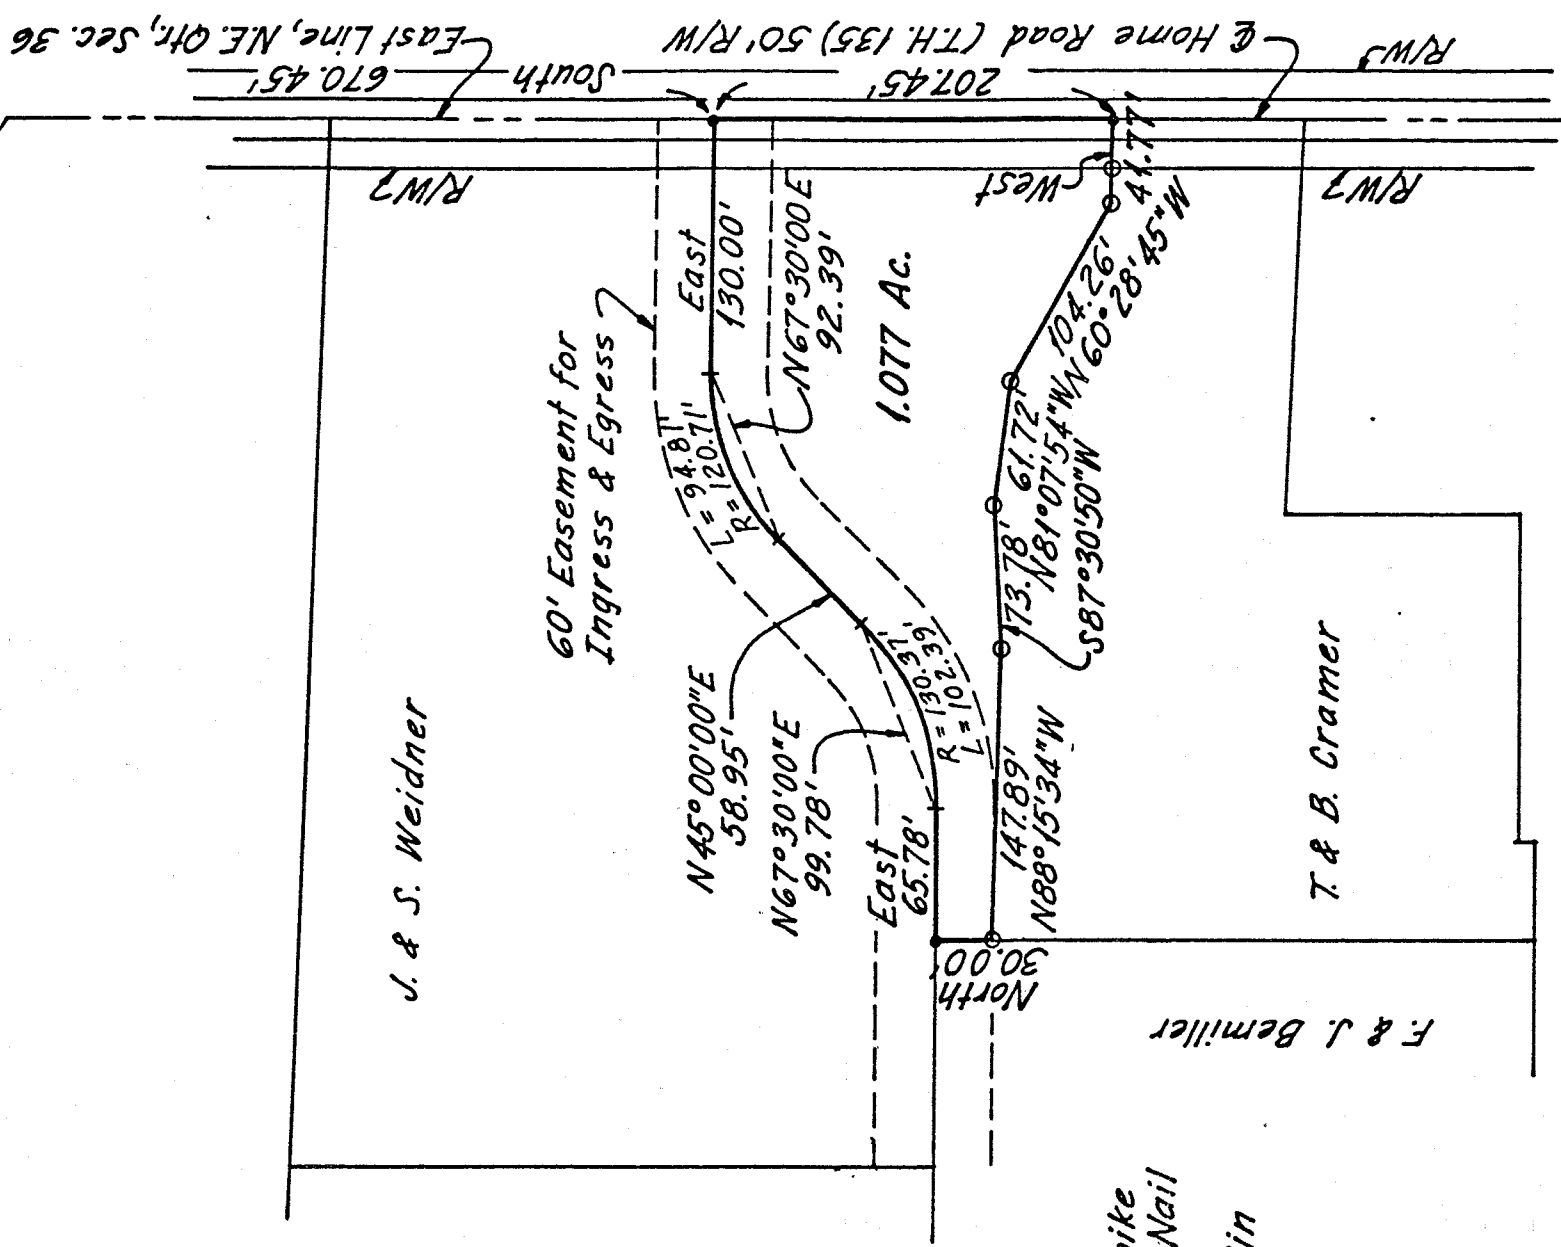 East Line, NE. Qtr, Sec. 36
₵ Home Road (T.H. 135) 50' R/W
R/W
South
670.45'
207.45'
R/W
R/W
West
41.77'
East
130.00'
N67°30'00E
92.39'
1.077 Ac.
104.26'
N60°28'45"W
60' Easement for
Ingress & Egress
L = 94.81'
R = 120.71'
61.72'
N81°07'54"W
73.78'
S87°30'50"W
N45°00'00"E
58.95'
N67°30'00"E
99.78'
R = 130.37'
L = 102.39'
East
65.78'
147.89'
N88°15'34"W
North
30.00'
J. & S. Weidner
T. & B. Cramer
F. & J. Bemiller
Nail